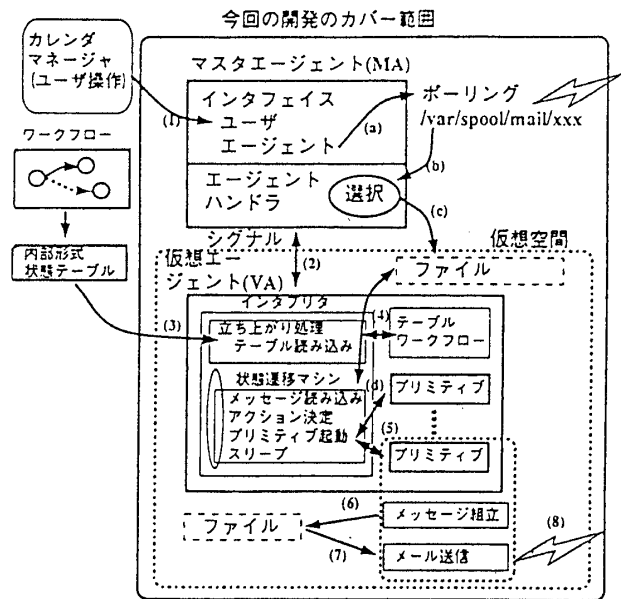 今回の開発のカバー範囲
カレンダ
マネージャ
(ユーザ操作)
マスタエージェント(MA)
インタフェイス
ユーザ
エージェント
(1)
(a)
ポーリング
/var/spool/mail/xxx
ワークフロー
(b)
エージェント
ハンドラ
選択
(c)
シグナル
(2)
仮想空間
内部形式
状態テーブル
仮想エー
ジェント(VA)
ファイル
インタプリタ
(3)
立ち上がり処理
テーブル読み込み
(4)
テーブル
ワークフロー
状態遷移マシン
メッセージ読み込み
アクション決定
プリミティブ起動
スリープ
(d)
プリミティブ
(5)
プリミティブ
(6)
メッセージ組立
ファイル
(7)
メール送信
(8)